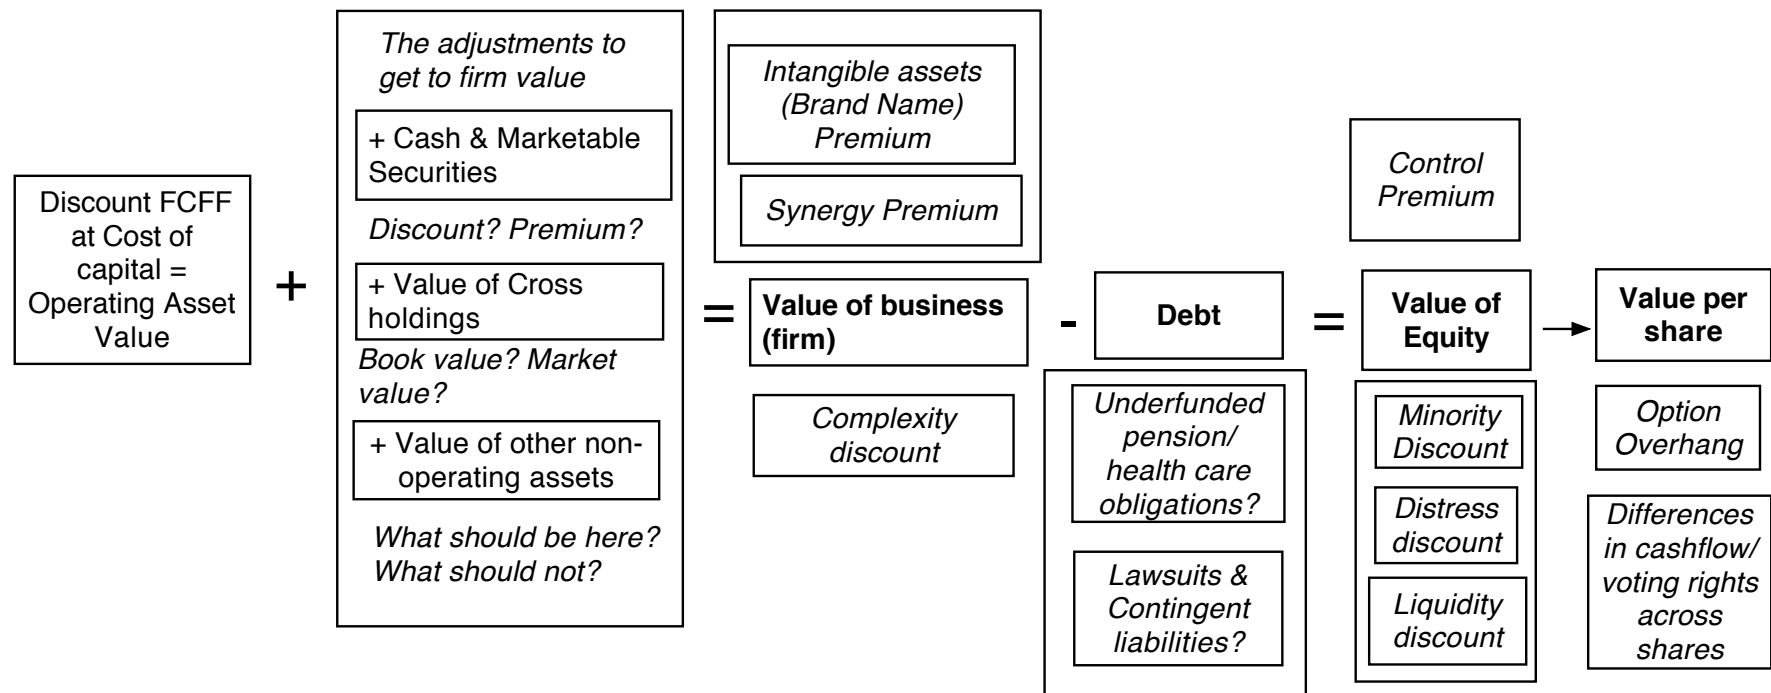 Discount FCFF
at Cost of
capital =
Operating Asset
Value
+
The adjustments to
get to firm value
+ Cash & Marketable
Securities
Discount? Premium?
+ Value of Cross
holdings
Book value? Market
value?
+ Value of other non-
operating assets
What should be here?
What should not?
=
Intangible assets
(Brand Name)
Premium
Synergy Premium
Value of business
(firm)
Complexity
discount
-
Debt
Underfunded
pension/
health care
obligations?
Lawsuits &
Contingent
liabilities?
=
Control
Premium
Value of
Equity
Minority
Discount
Distress
discount
Liquidity
discount
Value per
share
Option
Overhang
Differences
in cashflow/
voting rights
across
shares